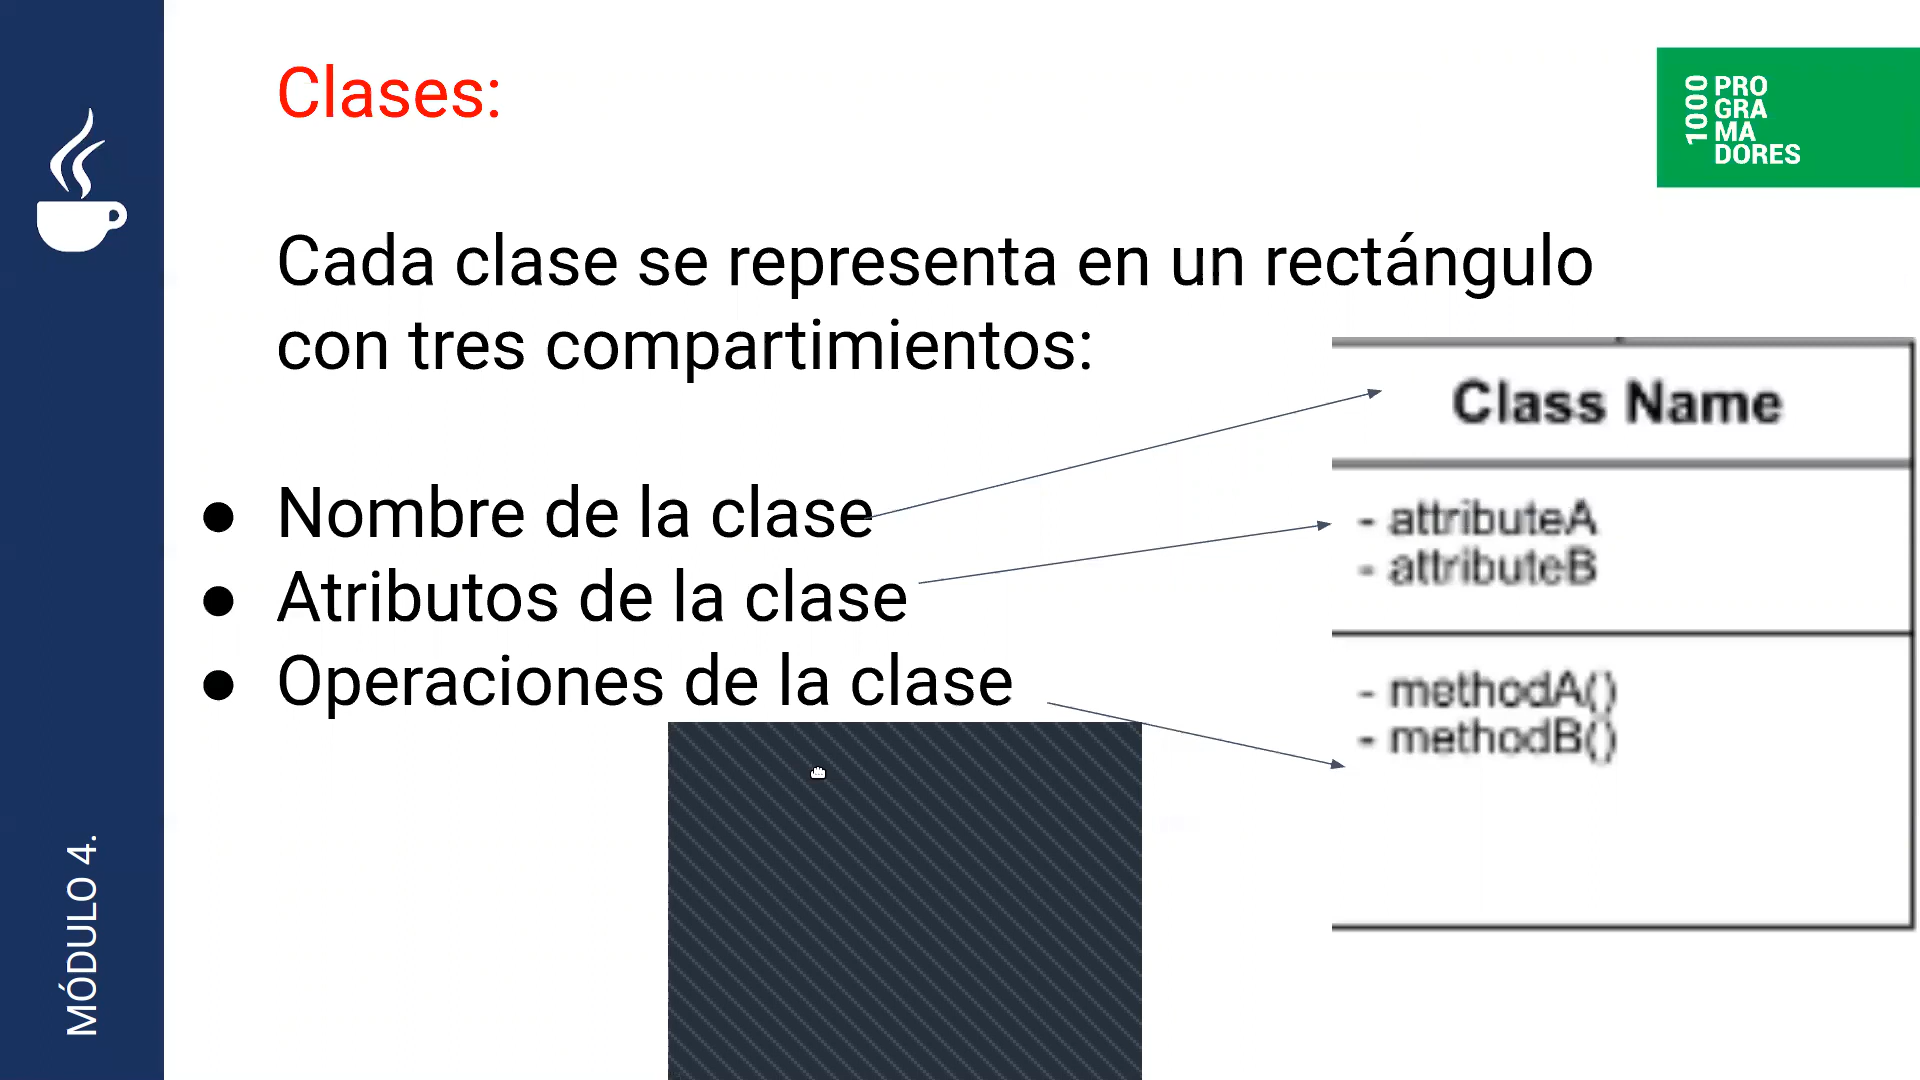 Clases:
1000
PRO
GRA
MA
DORES
Cada clase se representa en un rectángulo
con tres compartimientos:
● Nombre de la clase
● Atributos de la clase
● Operaciones de la clase
Class Name
- attributeA
- attributeB
- methodA()
- methodB()
MÓDULO 4.